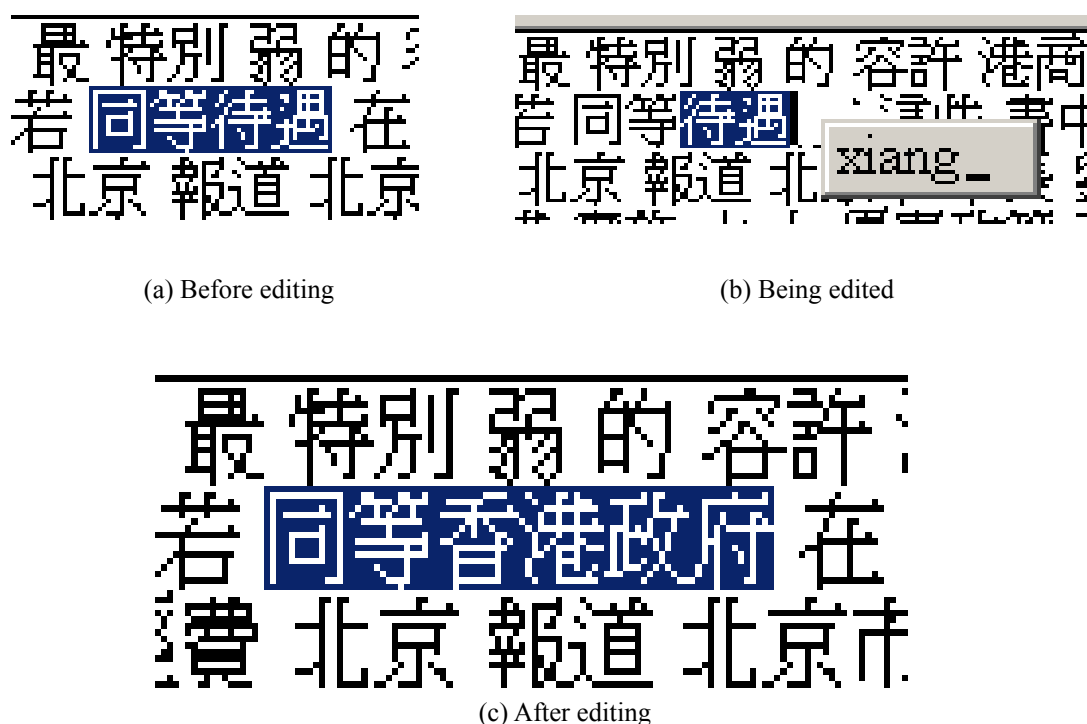 最 特別 弱 的
若 同等待遇 在
北京 報道 北京
(a) Before editing
最 特別 弱 的 容許 港商
若 同等待遇
xiang_
北京 報道
(b) Being edited
最 特別 弱 的 容許
若 同等香港政府 在
費 北京 報道 北京市
(c) After editing